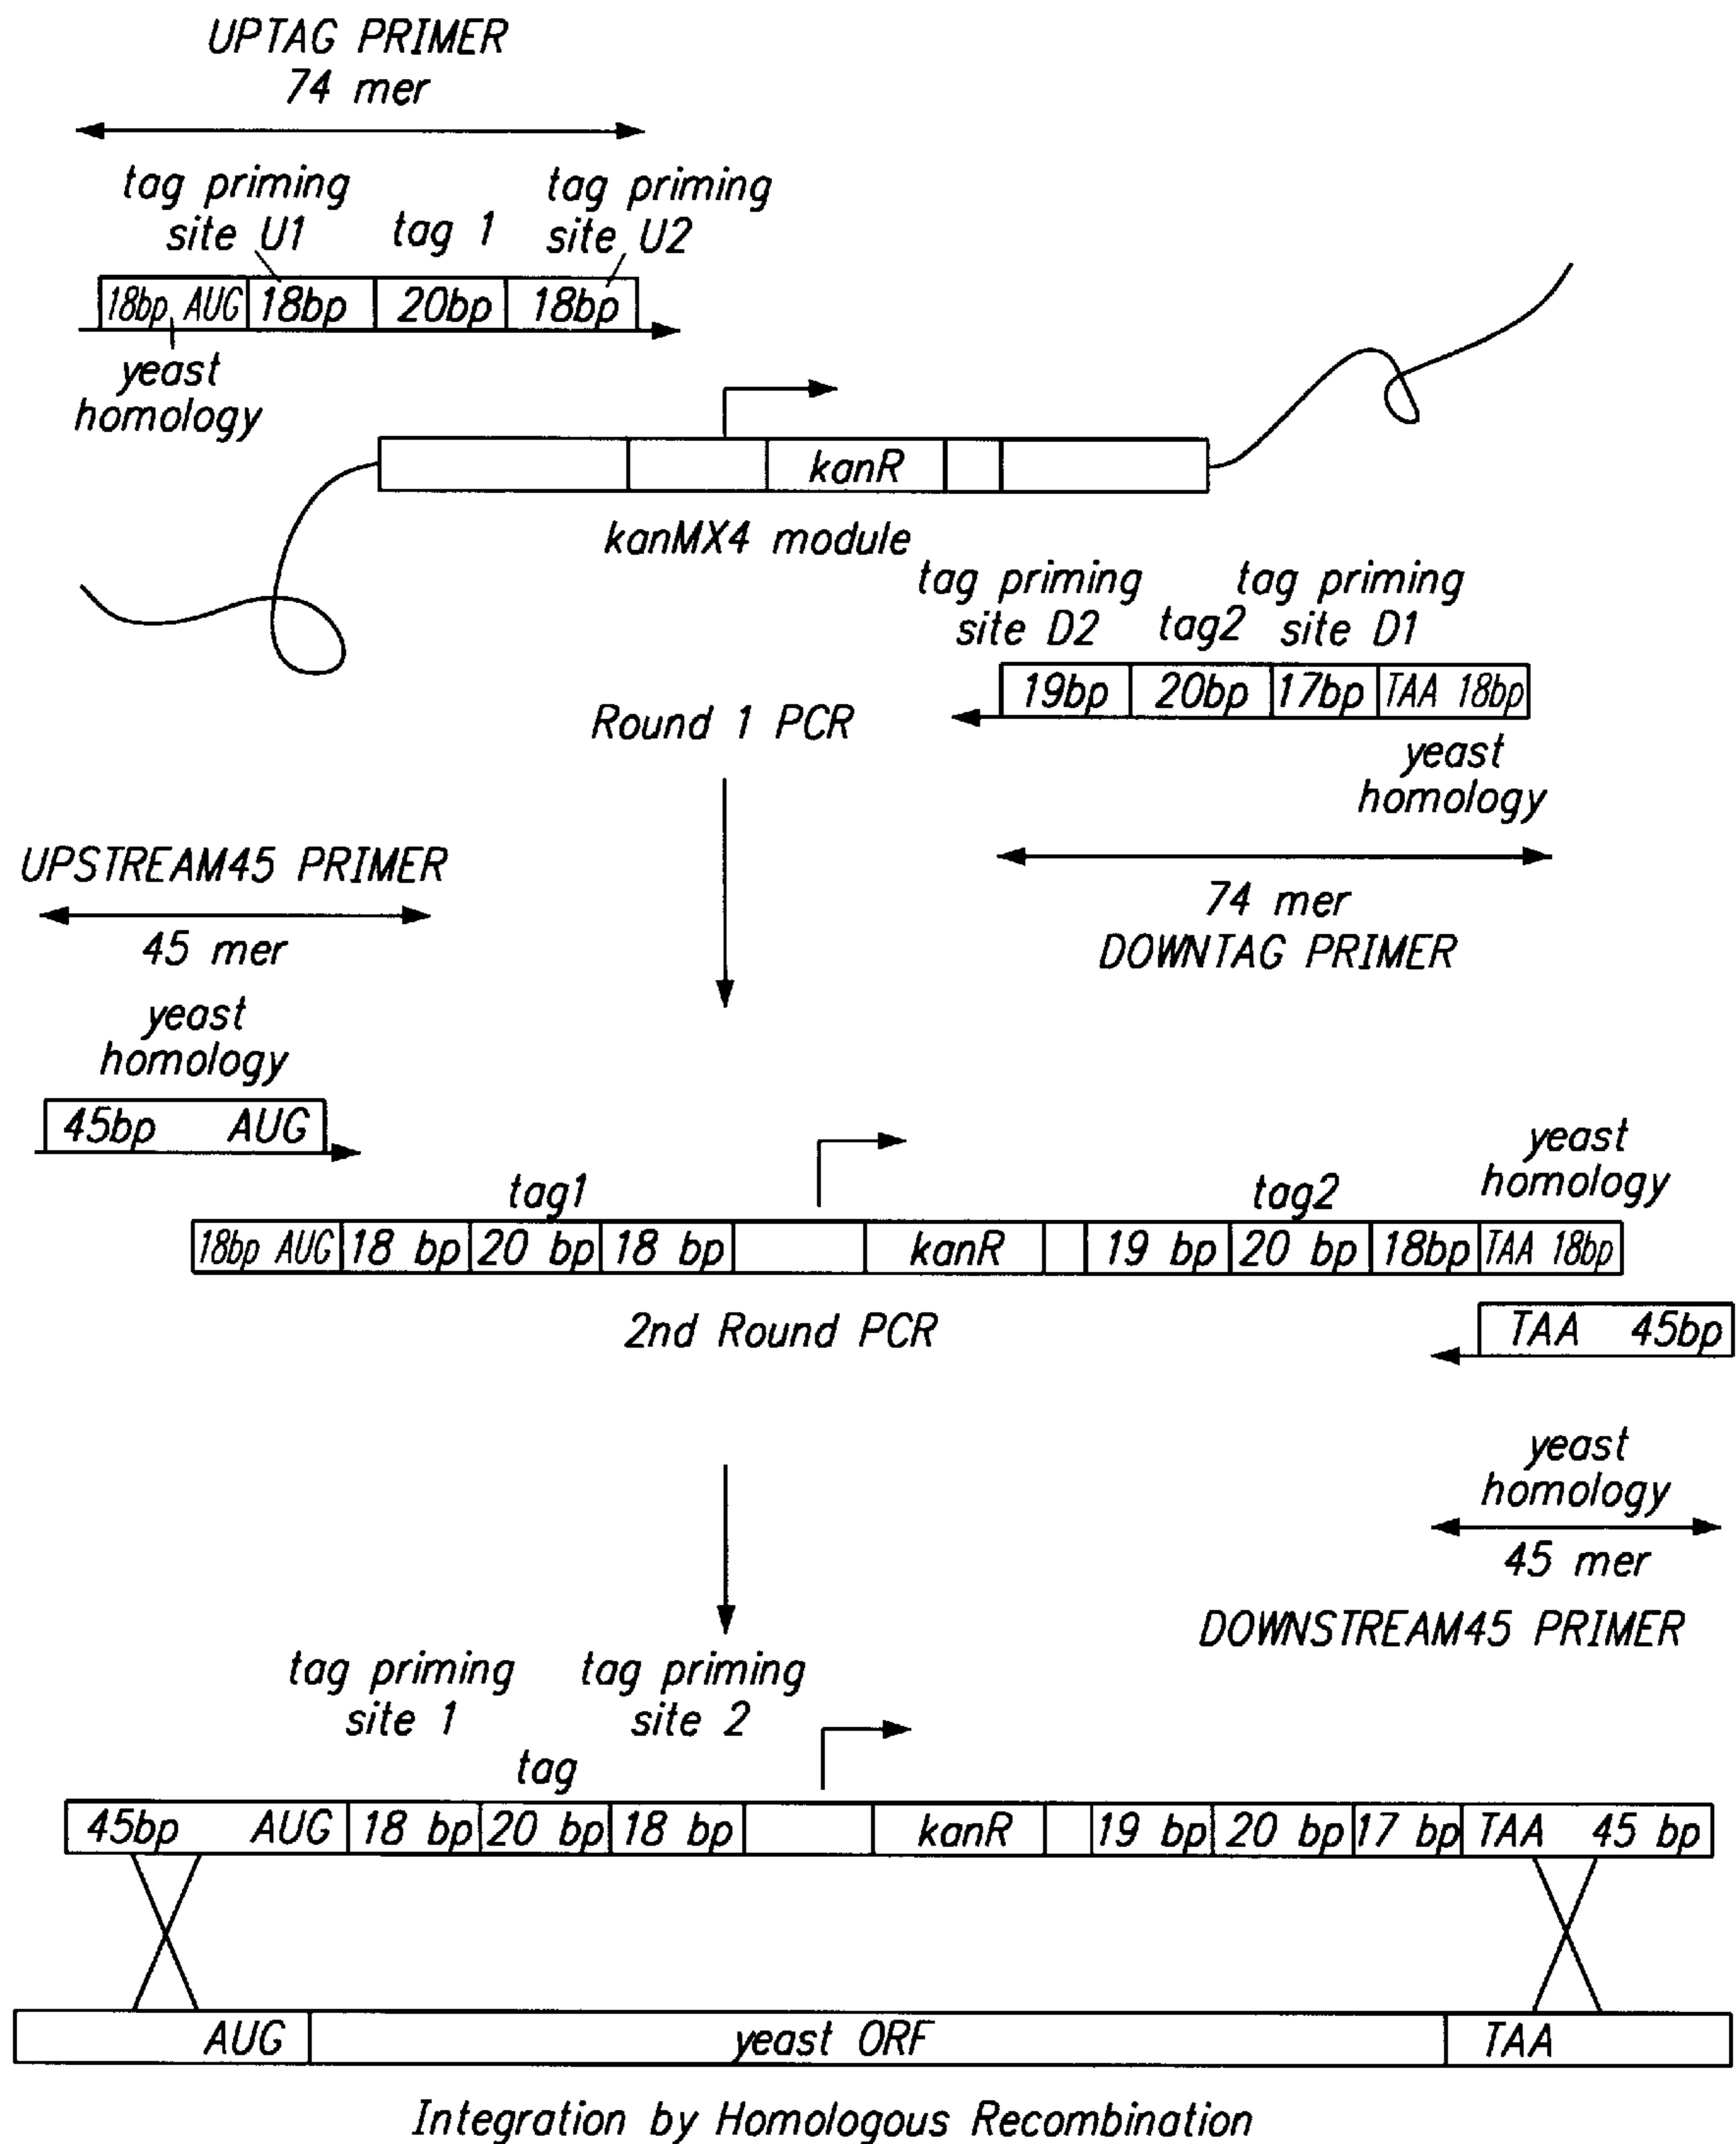 UPTAG PRIMER
74 mer
tag priming
site U1
tag 1
tag priming
site U2
18bp AUG
18bp
20bp
18bp
yeast
homology
kanR
kanMX4 module
tag priming
site D2
tag2
tag priming
site D1
19bp
20bp
17bp
TAA 18bp
Round 1 PCR
yeast
homology
74 mer
DOWNTAG PRIMER
UPSTREAM45 PRIMER
45 mer
yeast
homology
45bp AUG
tag1
tag2
yeast
homology
18bp AUG
18 bp
20 bp
18 bp
kanR
19 bp
20 bp
18bp
TAA 18bp
2nd Round PCR
TAA 45bp
yeast
homology
45 mer
DOWNSTREAM45 PRIMER
tag priming
site 1
tag priming
site 2
tag
45bp AUG
18 bp
20 bp
18 bp
kanR
19 bp
20 bp
17 bp
TAA 45 bp
AUG
yeast ORF
TAA
Integration by Homologous Recombination